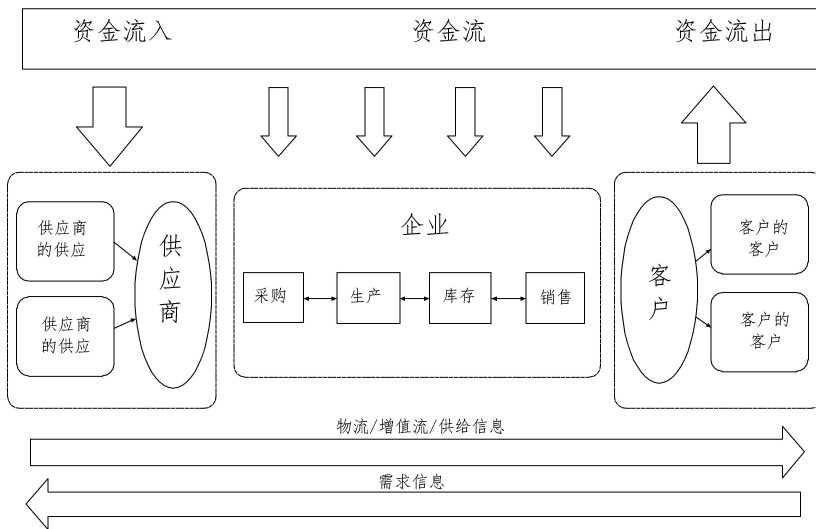 资金流入
资金流
资金流出
供应商
的供应
供应商
的供应
供应商
企业
采购
生产
库存
销售
客户
客户的
客户
客户的
客户
物流/增值流/供给信息
需求信息